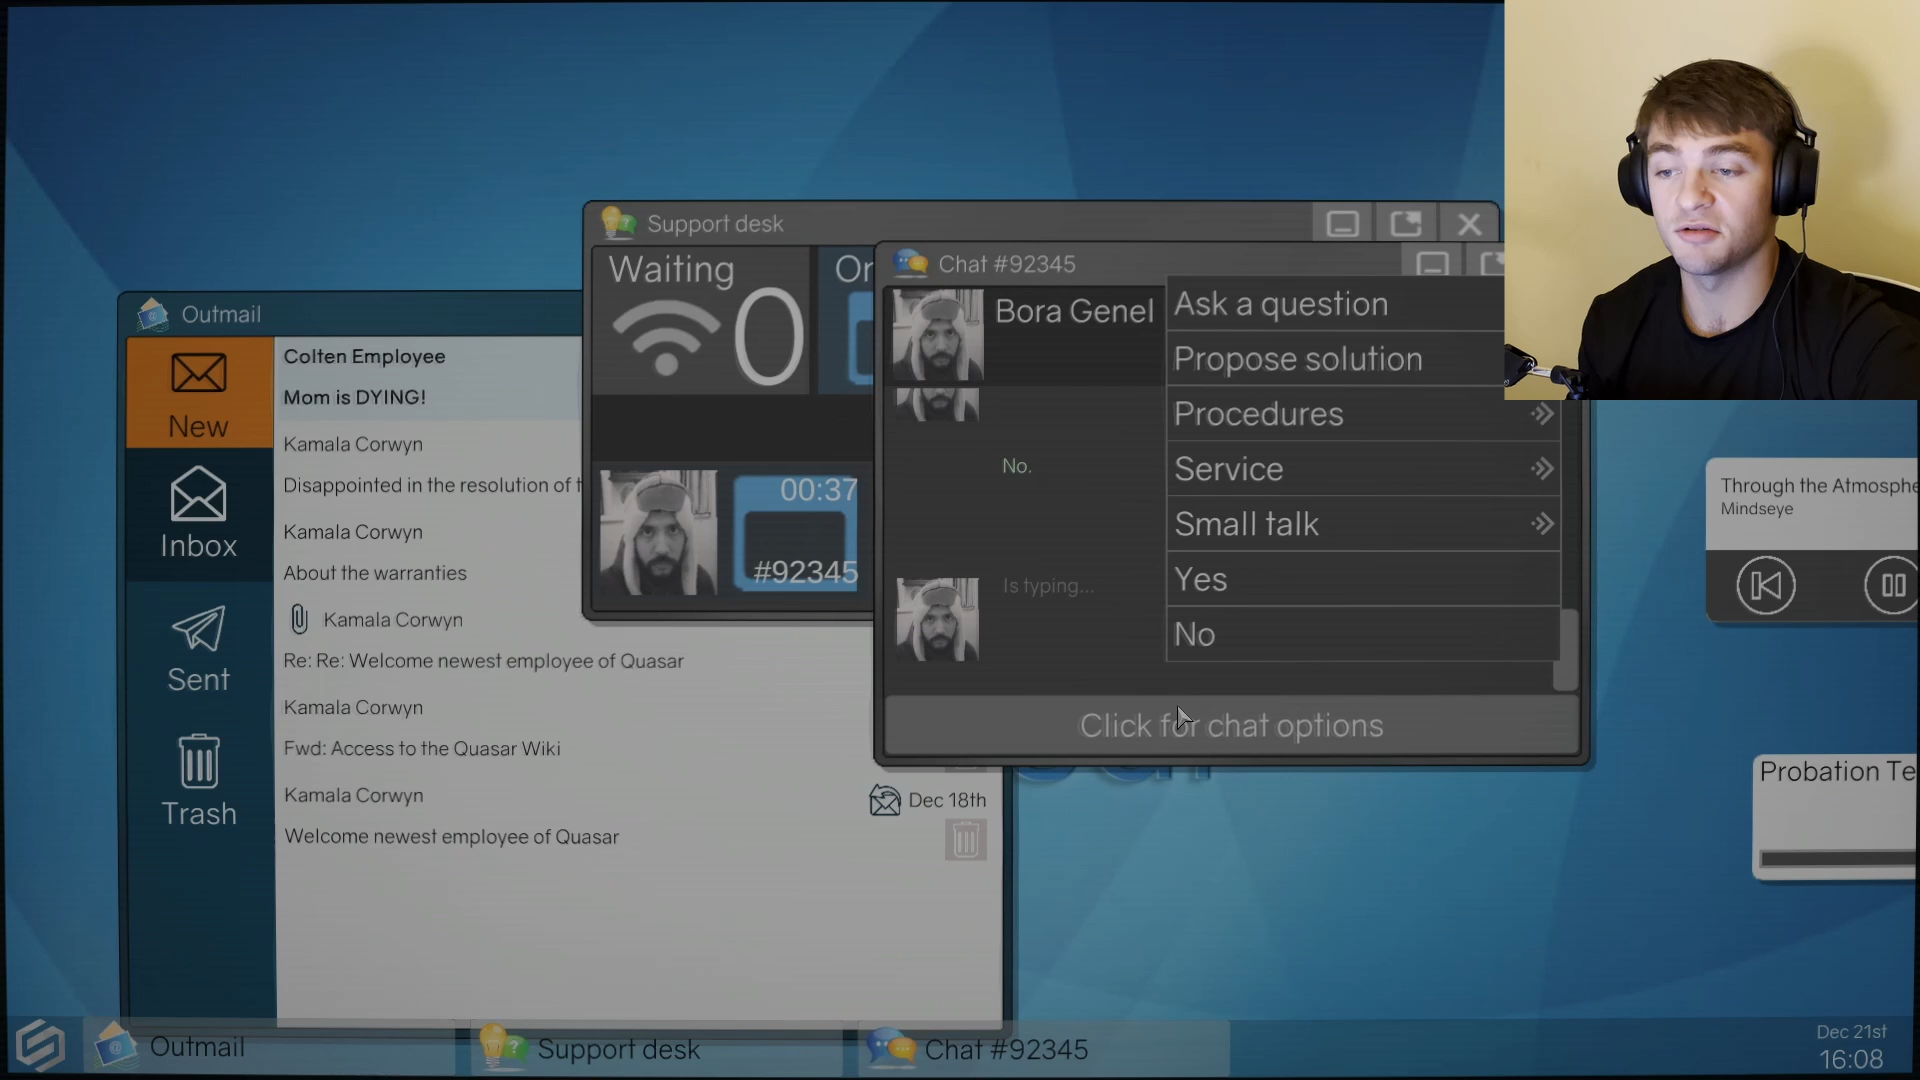 Outmail
New
Inbox
Sent
Trash
Colten Employee
Mom is DYING!
Kamala Corwyn
Disappointed in the resolution of t
Kamala Corwyn
About the warranties
Kamala Corwyn
Re: Re: Welcome newest employee of Quasar
Kamala Corwyn
Fwd: Access to the Quasar Wiki
Kamala Corwyn
Dec 18th
Welcome newest employee of Quasar
Support desk
Waiting
0
On
00:37
#92345
Chat #92345
Bora Genel
No.
Is typing...
Ask a question
Propose solution
Procedures
Service
Small talk
Yes
No
Click for chat options
Through the Atmosphe
Mindseye
Probation Te
Outmail
Support desk
Chat #92345
Dec 21st
16:08